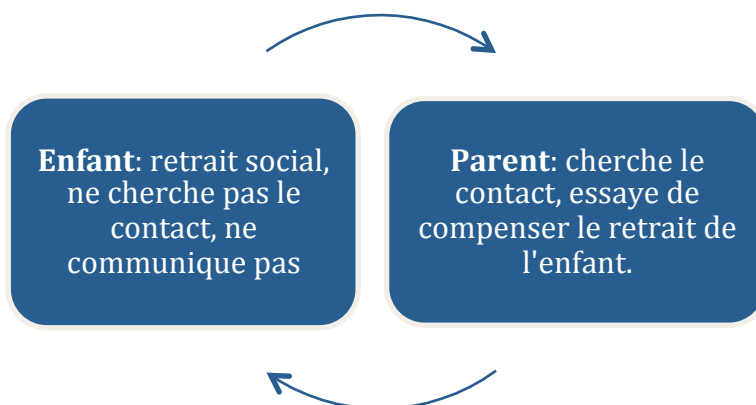 Enfant: retrait social,
ne cherche pas le
contact, ne
communique pas
Parent: cherche le
contact, essaye de
compenser le retrait de
l'enfant.